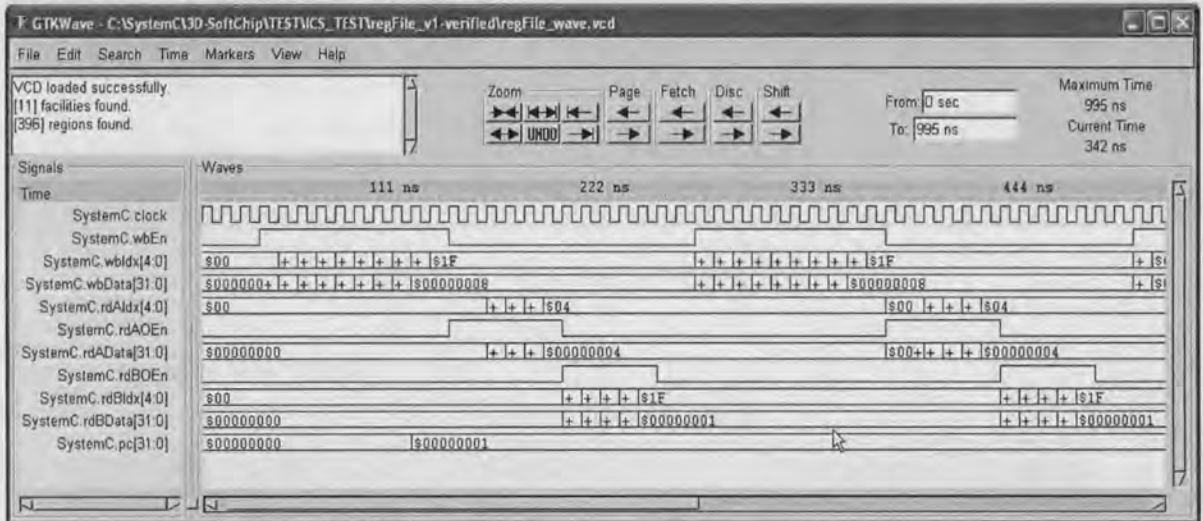 GTKWave - C:\SystemC\3D-SoftChip\TEST\ICS_TEST\regFile_v1-verified\regFile_wave.vcd
File Edit Search Time Markers View Help
VCD loaded successfully.
[11] facilities found.
[396] regions found.
Zoom Page Fetch Disc Shift
UNDO
From: 0 sec
To: 995 ns
Maximum Time
995 ns
Current Time
342 ns
Signals
Waves
Time
111 ns 222 ns 333 ns 444 ns
SystemC.clock
SystemC.wbEn
SystemC.wbIdx[4:0] $00 + + + + + + + + $1F + + + + + + + + + $1F + $
SystemC.wbData[31:0] $000000+ + + + + + + + $00000008 + + + + + + + + $00000008 + $
SystemC.rdAIdx[4:0] $00 + + + $04 $00 + + + $04
SystemC.rdAOEn
SystemC.rdAData[31:0] $00000000 + + + $00000004 $00+ + + + $00000004
SystemC.rdBOEn
SystemC.rdBIdx[4:0] $00 + + + + $1F + + + + $1F
SystemC.rdBData[31:0] $00000000 + + + + $00000001 + + + + $00000001
SystemC.pc[31:0] $00000000 $00000001